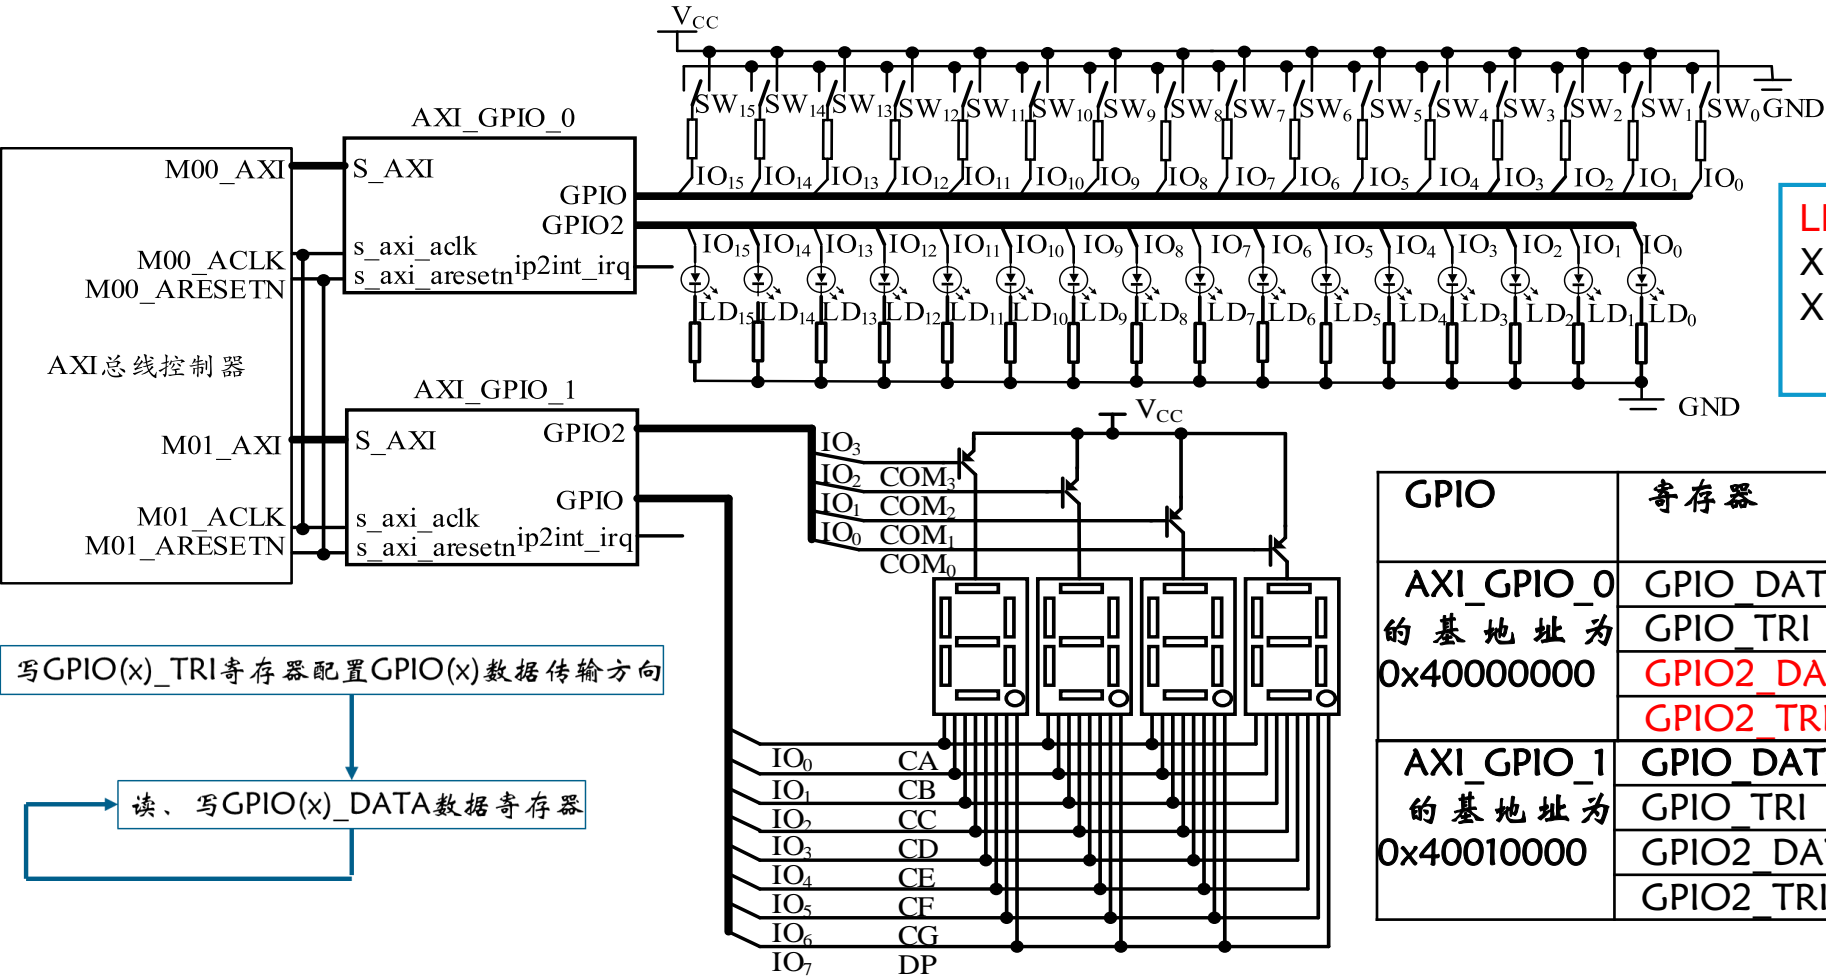 V_CC
SW₁₅ SW₁₄ SW₁₃ SW₁₂ SW₁₁ SW₁₀ SW₉ SW₈ SW₇ SW₆ SW₅ SW₄ SW₃ SW₂ SW₁ SW₀ GND
AXI_GPIO_0
M00_AXI S_AXI
IO₁₅ IO₁₄ IO₁₃ IO₁₂ IO₁₁ IO₁₀ IO₉ IO₈ IO₇ IO₆ IO₅ IO₄ IO₃ IO₂ IO₁ IO₀
GPIO
GPIO2
IO₁₅ IO₁₄ IO₁₃ IO₁₂ IO₁₁ IO₁₀ IO₉ IO₈ IO₇ IO₆ IO₅ IO₄ IO₃ IO₂ IO₁ IO₀
M00_ACLK s_axi_aclk
M00_ARESETN s_axi_aresetn ip2int_irq
X
X
LD₁₅ LD₁₄ LD₁₃ LD₁₂ LD₁₁ LD₁₀ LD₉ LD₈ LD₇ LD₆ LD₅ LD₄ LD₃ LD₂ LD₁ LD₀
GND
AXI总线控制器
AXI_GPIO_1
M01_AXI S_AXI
GPIO2
GPIO
M01_ACLK s_axi_aclk
M01_ARESETN s_axi_aresetn ip2int_irq
V_CC
IO₃
IO₂ COM₃
IO₁ COM₂
IO₀ COM₁
COM₀
IO₀ CA
IO₁ CB
IO₂ CC
IO₃ CD
IO₄ CE
IO₅ CF
IO₆ CG
IO₇ DP
写GPIO(x)_TRI寄存器配置GPIO(x)数据传输方向
读、写GPIO(x)_DATA数据寄存器
GPIO 寄存器
AXI_GPIO_0
的基地址为
0x40000000
GPIO_DAT
GPIO_TRI
GPIO2_DA
GPIO2_TRI
AXI_GPIO_1
的基地址为
0x40010000
GPIO_DAT
GPIO_TRI
GPIO2_DA
GPIO2_TRI